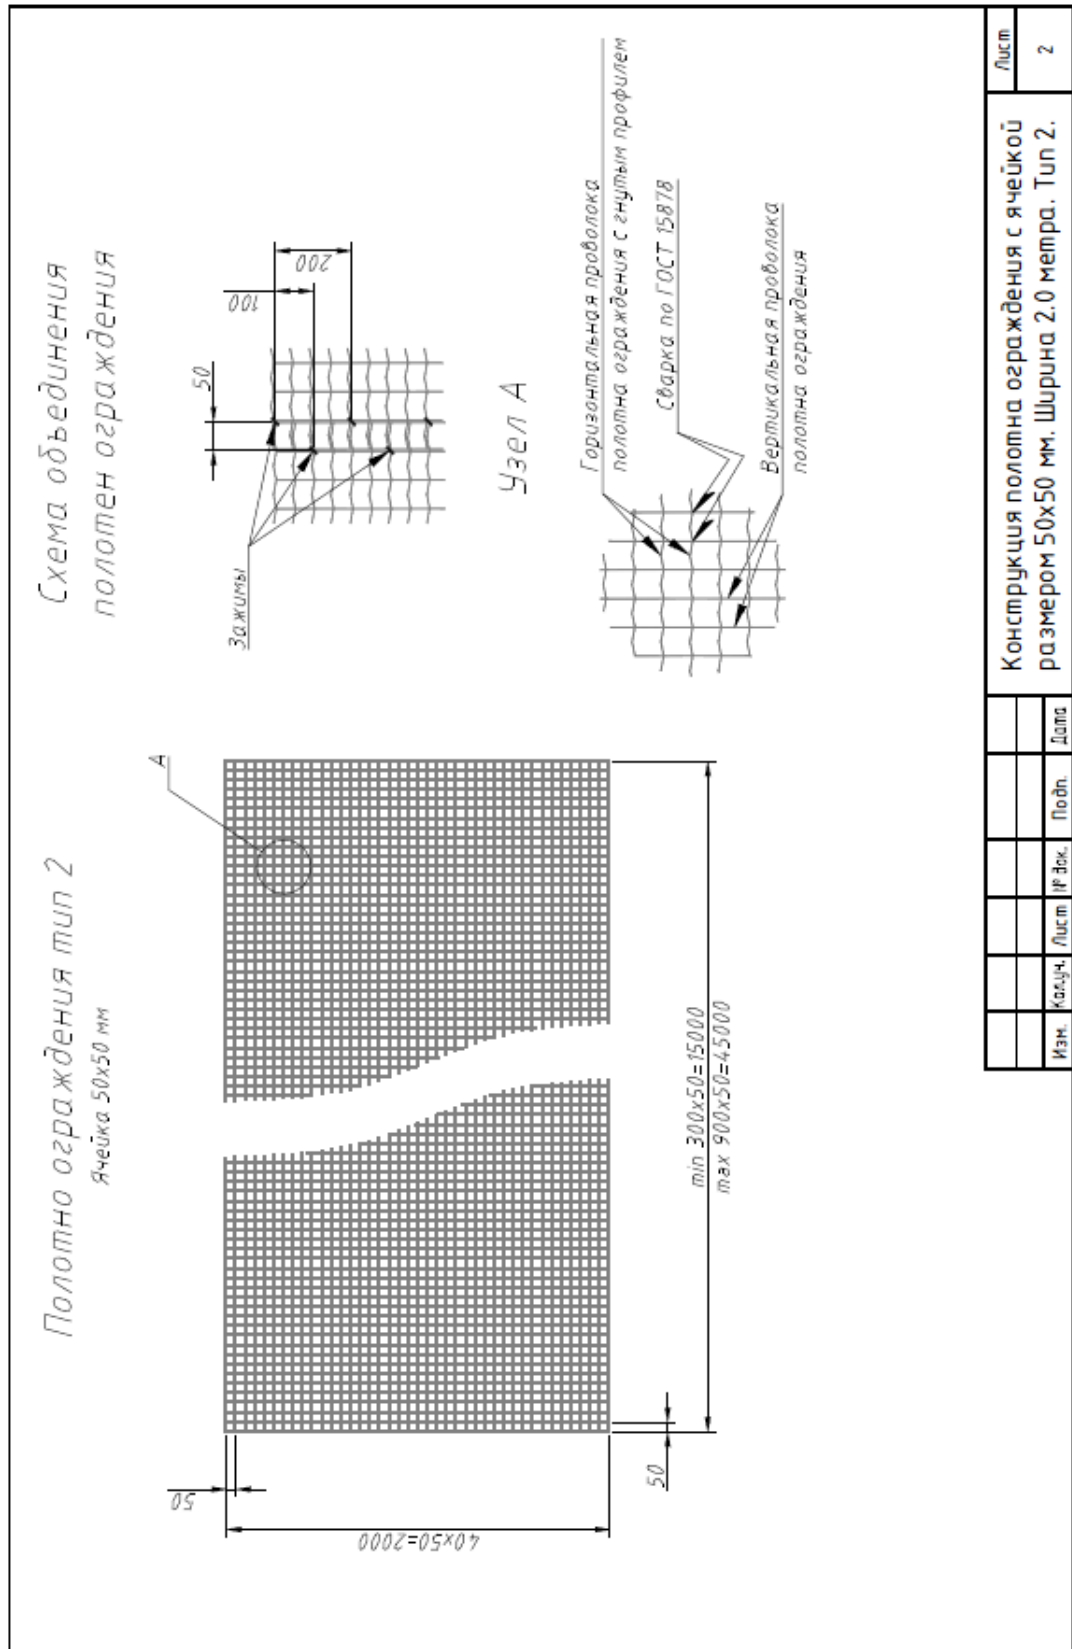 Полотно ограждения тип 2
Ячейка 50х50 мм
А
50
40х50=2000
50
min 300х50=15000
max 900х50=45000
Схема объединения
полотен ограждения
50
100
200
Зажимы
Узел А
Горизонтальная проволока
полотна ограждения с гнутым профилем
Сварка по ГОСТ 15878
Вертикальная проволока
полотна ограждения
Изм.
Кол.уч.
Лист
№ док.
Подп.
Дата
Конструкция полотна ограждения с ячейкой
размером 50х50 мм. Ширина 2.0 метра. Тип 2.
Лист
2